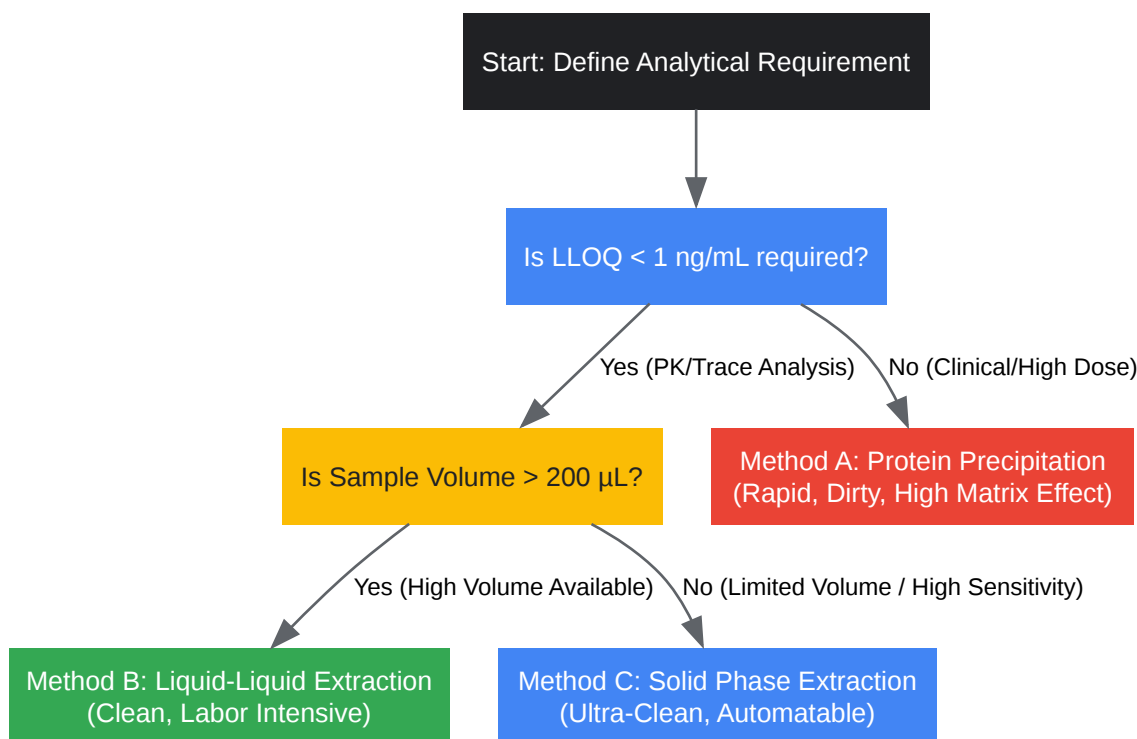 Start: Define Analytical Requirement
Is LLOQ < 1 ng/mL required?
Yes (PK/Trace Analysis)
No (Clinical/High Dose)
Is Sample Volume > 200 µL?
Method A: Protein Precipitation
(Rapid, Dirty, High Matrix Effect)
Yes (High Volume Available)
No (Limited Volume / High Sensitivity)
Method B: Liquid-Liquid Extraction
(Clean, Labor Intensive)
Method C: Solid Phase Extraction
(Ultra-Clean, Automatable)